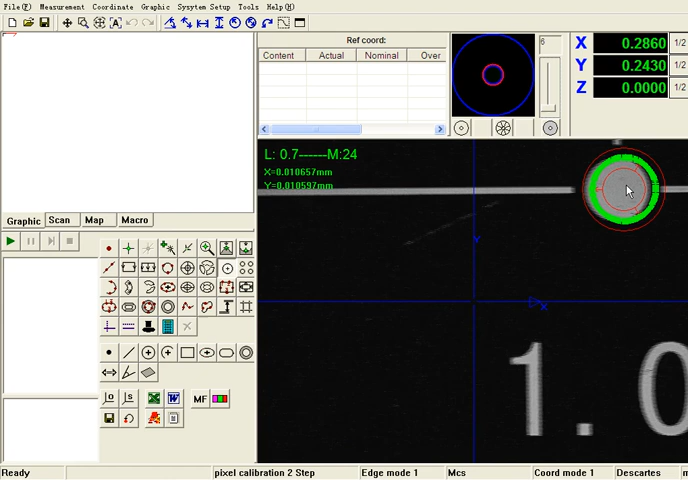 File(F) Measurement Coordinate Graphic Sysytem Setup Tools Help(H)
Ref coord:
Content Actual Nominal Over
6
X 0.2860 1/2
Y 0.2430 1/2
Z 0.0000 1/2
L: 0.7------M:24
X=0.010657mm
Y=0.010597mm
Graphic Scan Map Macro
Y
X
1.0
MF
Ready pixel calibration 2 Step Edge mode 1 Mcs Coord mode 1 Descartes m